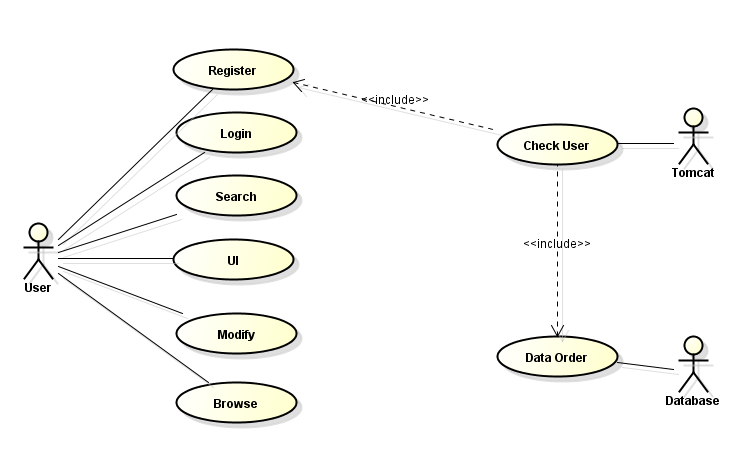 Register
<<include>>
Login
Check User
Tomcat
Search
<<include>>
UI
User
Modify
Data Order
Database
Browse